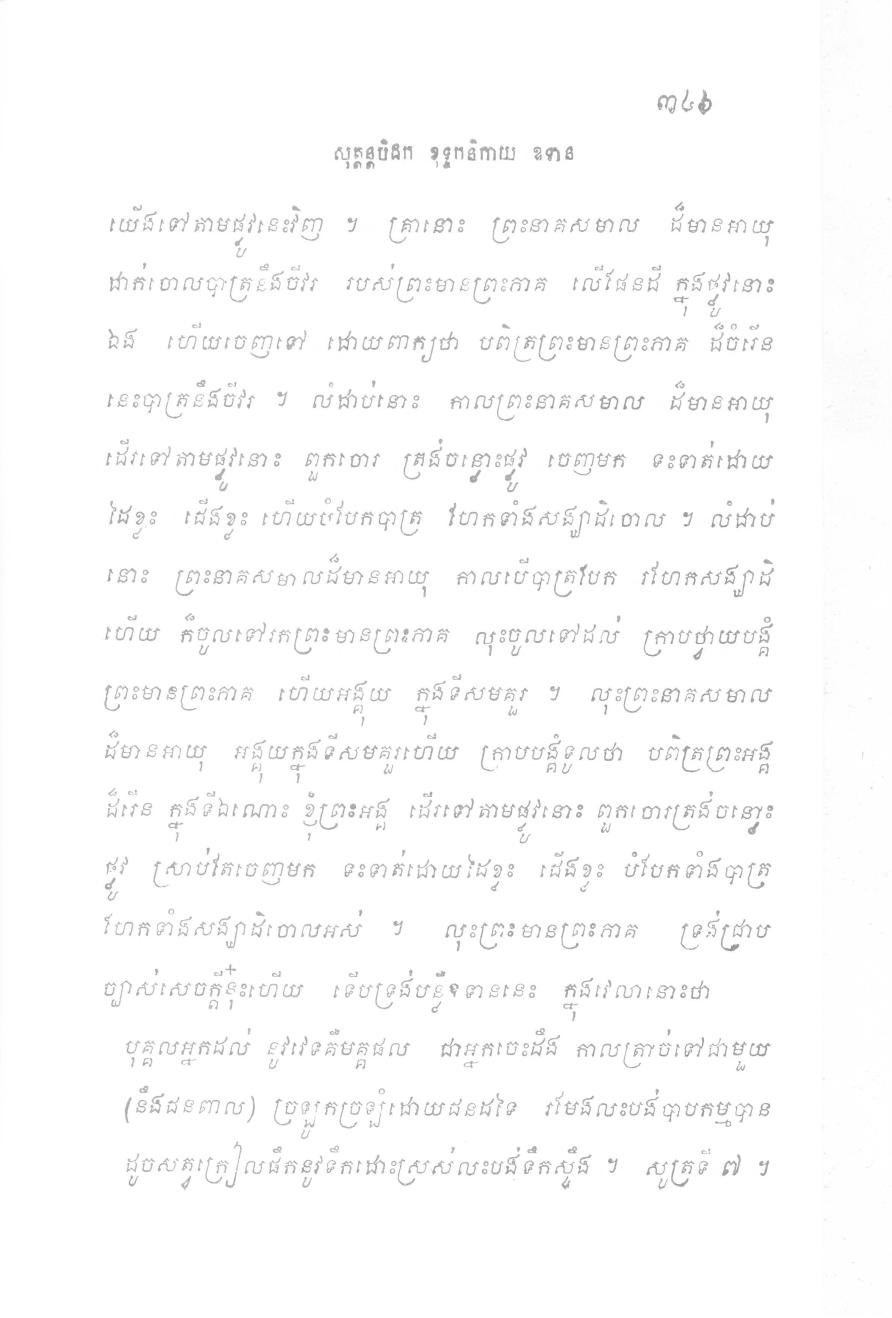 ៣៤៦
សុត្តន្តបិដក ខុទ្ទកនិកាយ ឧទាន
យើងទៅតាមផ្លូវនេះវិញ ។ គ្រានោះ ព្រះនាគសមាល ដ៏មានអាយុ
ដាក់ចោលបាត្រនឹងចីវរ របស់ព្រះមានព្រះភាគ លើផែនដី ក្នុងផ្លូវនោះ
ឯង ហើយចេញទៅ ដោយពាក្យថា បពិត្រព្រះមានព្រះភាគ ដ៏ចំរើន
នេះបាត្រនឹងចីវរ ។ លំដាប់នោះ កាលព្រះនាគសមាល ដ៏មានអាយុ
ដើរទៅតាមផ្លូវនោះ ពួកចោរ ត្រង់ចន្លោះផ្លូវ ចេញមក ទះទាត់ដោយ
ដៃខ្លះ ជើងខ្លះ ហើយបំបែកបាត្រ ហែកទាំងសង្ឃាដិចោល ។ លំដាប់
នោះ ព្រះនាគសមាលដ៏មានអាយុ កាលបើបាត្របែក រហែកសង្ឃាដិ
ហើយ ក៏ចូលទៅរកព្រះមានព្រះភាគ លុះចូលទៅដល់ ក្រាបថ្វាយបង្គំ
ព្រះមានព្រះភាគ ហើយអង្គុយ ក្នុងទីសមគួរ ។ លុះព្រះនាគសមាល
ដ៏មានអាយុ អង្គុយក្នុងទីសមគួរហើយ ក្រាបបង្គំទូលថា បពិត្រព្រះអង្គ
ដ៏រើន ក្នុងទីឯណោះ ខ្ញុំព្រះអង្គ ដើរទៅតាមផ្លូវនោះ ពួកចោរត្រង់ចន្លោះ
ផ្លូវ ស្រាប់តែចេញមក ទះទាត់ដោយដៃខ្លះ ជើងខ្លះ បំបែកទាំងបាត្រ
ហែកទាំងសង្ឃាដិចោលអស់ ។ លុះព្រះមានព្រះភាគ ទ្រង់ជ្រាប
ច្បាស់សេចក្តីនុ៎ះហើយ ទើបទ្រង់បន្លឺឧទាននេះ ក្នុងវេលានោះថា
បុគ្គលអ្នកដល់ នូវវេទគឺមគ្គផល ជាអ្នកចេះដឹង កាលត្រាច់ទៅជាមួយ
(នឹងជនពាល) ច្រឡូកច្រឡំដោយជនដទៃ រមែងលះបង់បាបកម្មបាន
ដូចសត្វក្រៀលផឹកនូវទឹកដោះស្រស់លះបង់ទឹកស្ទឹង ។ សូត្រទី ៧ ។